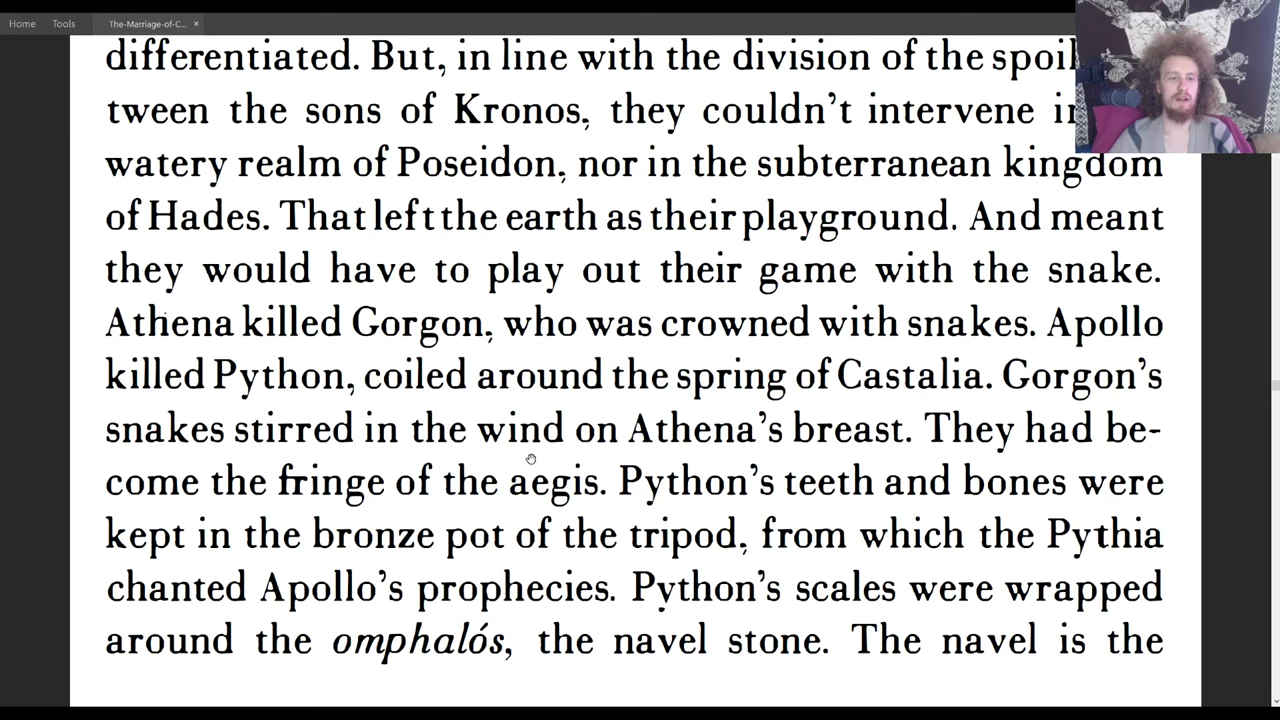 Home Tools The-Marriage-of-C... ×
differentiated. But, in line with the division of the spoil
tween the sons of Kronos, they couldn't intervene in
watery realm of Poseidon, nor in the subterranean kingdom
of Hades. That left the earth as their playground. And meant
they would have to play out their game with the snake.
Athena killed Gorgon, who was crowned with snakes. Apollo
killed Python, coiled around the spring of Castalia. Gorgon's
snakes stirred in the wind on Athena's breast. They had be-
come the fringe of the aegis. Python's teeth and bones were
kept in the bronze pot of the tripod, from which the Pythia
chanted Apollo's prophecies. Python's scales were wrapped
around the omphalós, the navel stone. The navel is the